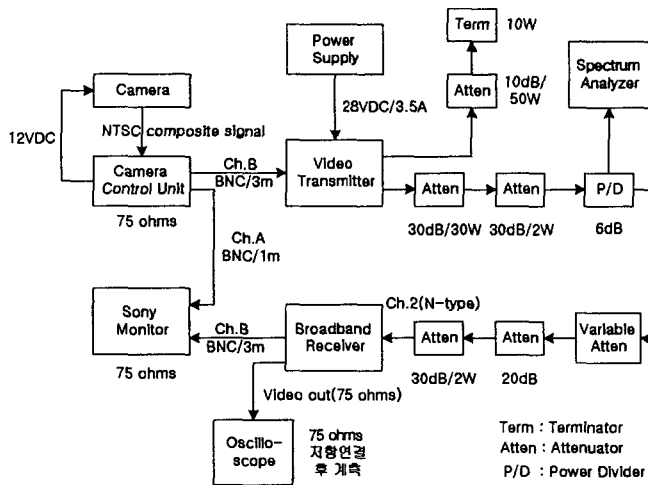 Term
10W
Power
Supply
Spectrum
Analyzer
Camera
Atten
10dB/
50W
12VDC
NTSC composite signal
28VDC/3.5A
Camera
Control Unit
75 ohms
Ch.B
BNC/3m
Video
Transmitter
Atten
30dB/30W
Atten
30dB/2W
P/D
6dB
Ch.A
BNC/1m
Sony
Monitor
75 ohms
Ch.B
BNC/3m
Broadband
Receiver
Ch.2(N-type)
Atten
30dB/2W
Atten
20dB
Variable
Atten
Video out(75 ohms)
Oscillo-
scope
75 ohms
저항연결
후 계측
Term : Terminator
Atten : Attenuator
P/D : Power Divider